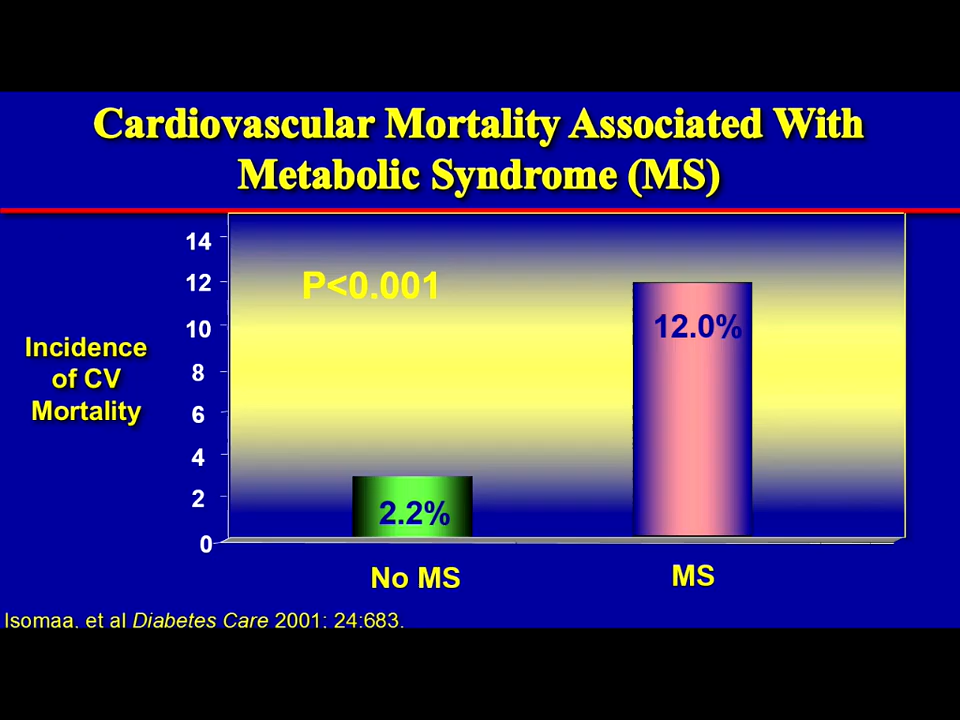 Cardiovascular Mortality Associated With
Metabolic Syndrome (MS)
14
12
10
8
6
4
2
0
Incidence
of CV
Mortality
P<0.001
12.0%
2.2%
No MS
MS
Isomaa, et al Diabetes Care 2001; 24:683.